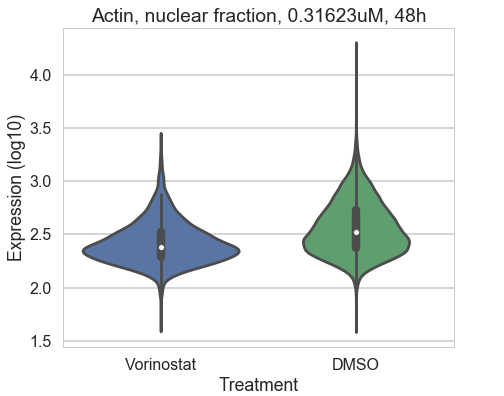 Actin, nuclear fraction, 0.31623uM, 48h
Expression (log10)
4.0
3.5
3.0
2.5
2.0
1.5
Vorinostat
DMSO
Treatment